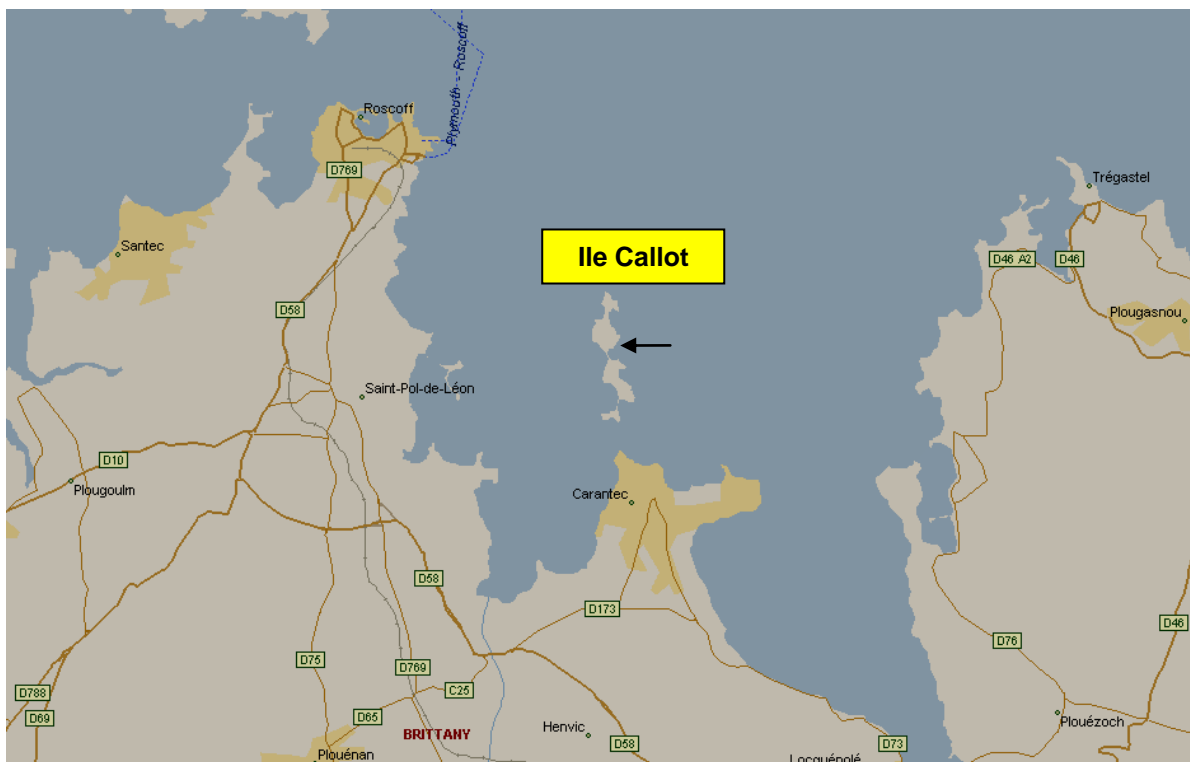 Plymouth - Roscoff
Roscoff
D769
Trégastel
Santec
Ile Callot
D46 A2
D46
D58
Plougasnou
Saint-Pol-de-Léon
D10
Plougoulm
Carantec
D58
D173
D46
D76
D75
D769
D788
C25
D69
D65
Plouézoch
BRITTANY
Henvic
D58
D73
Plouénan
Locquénolé